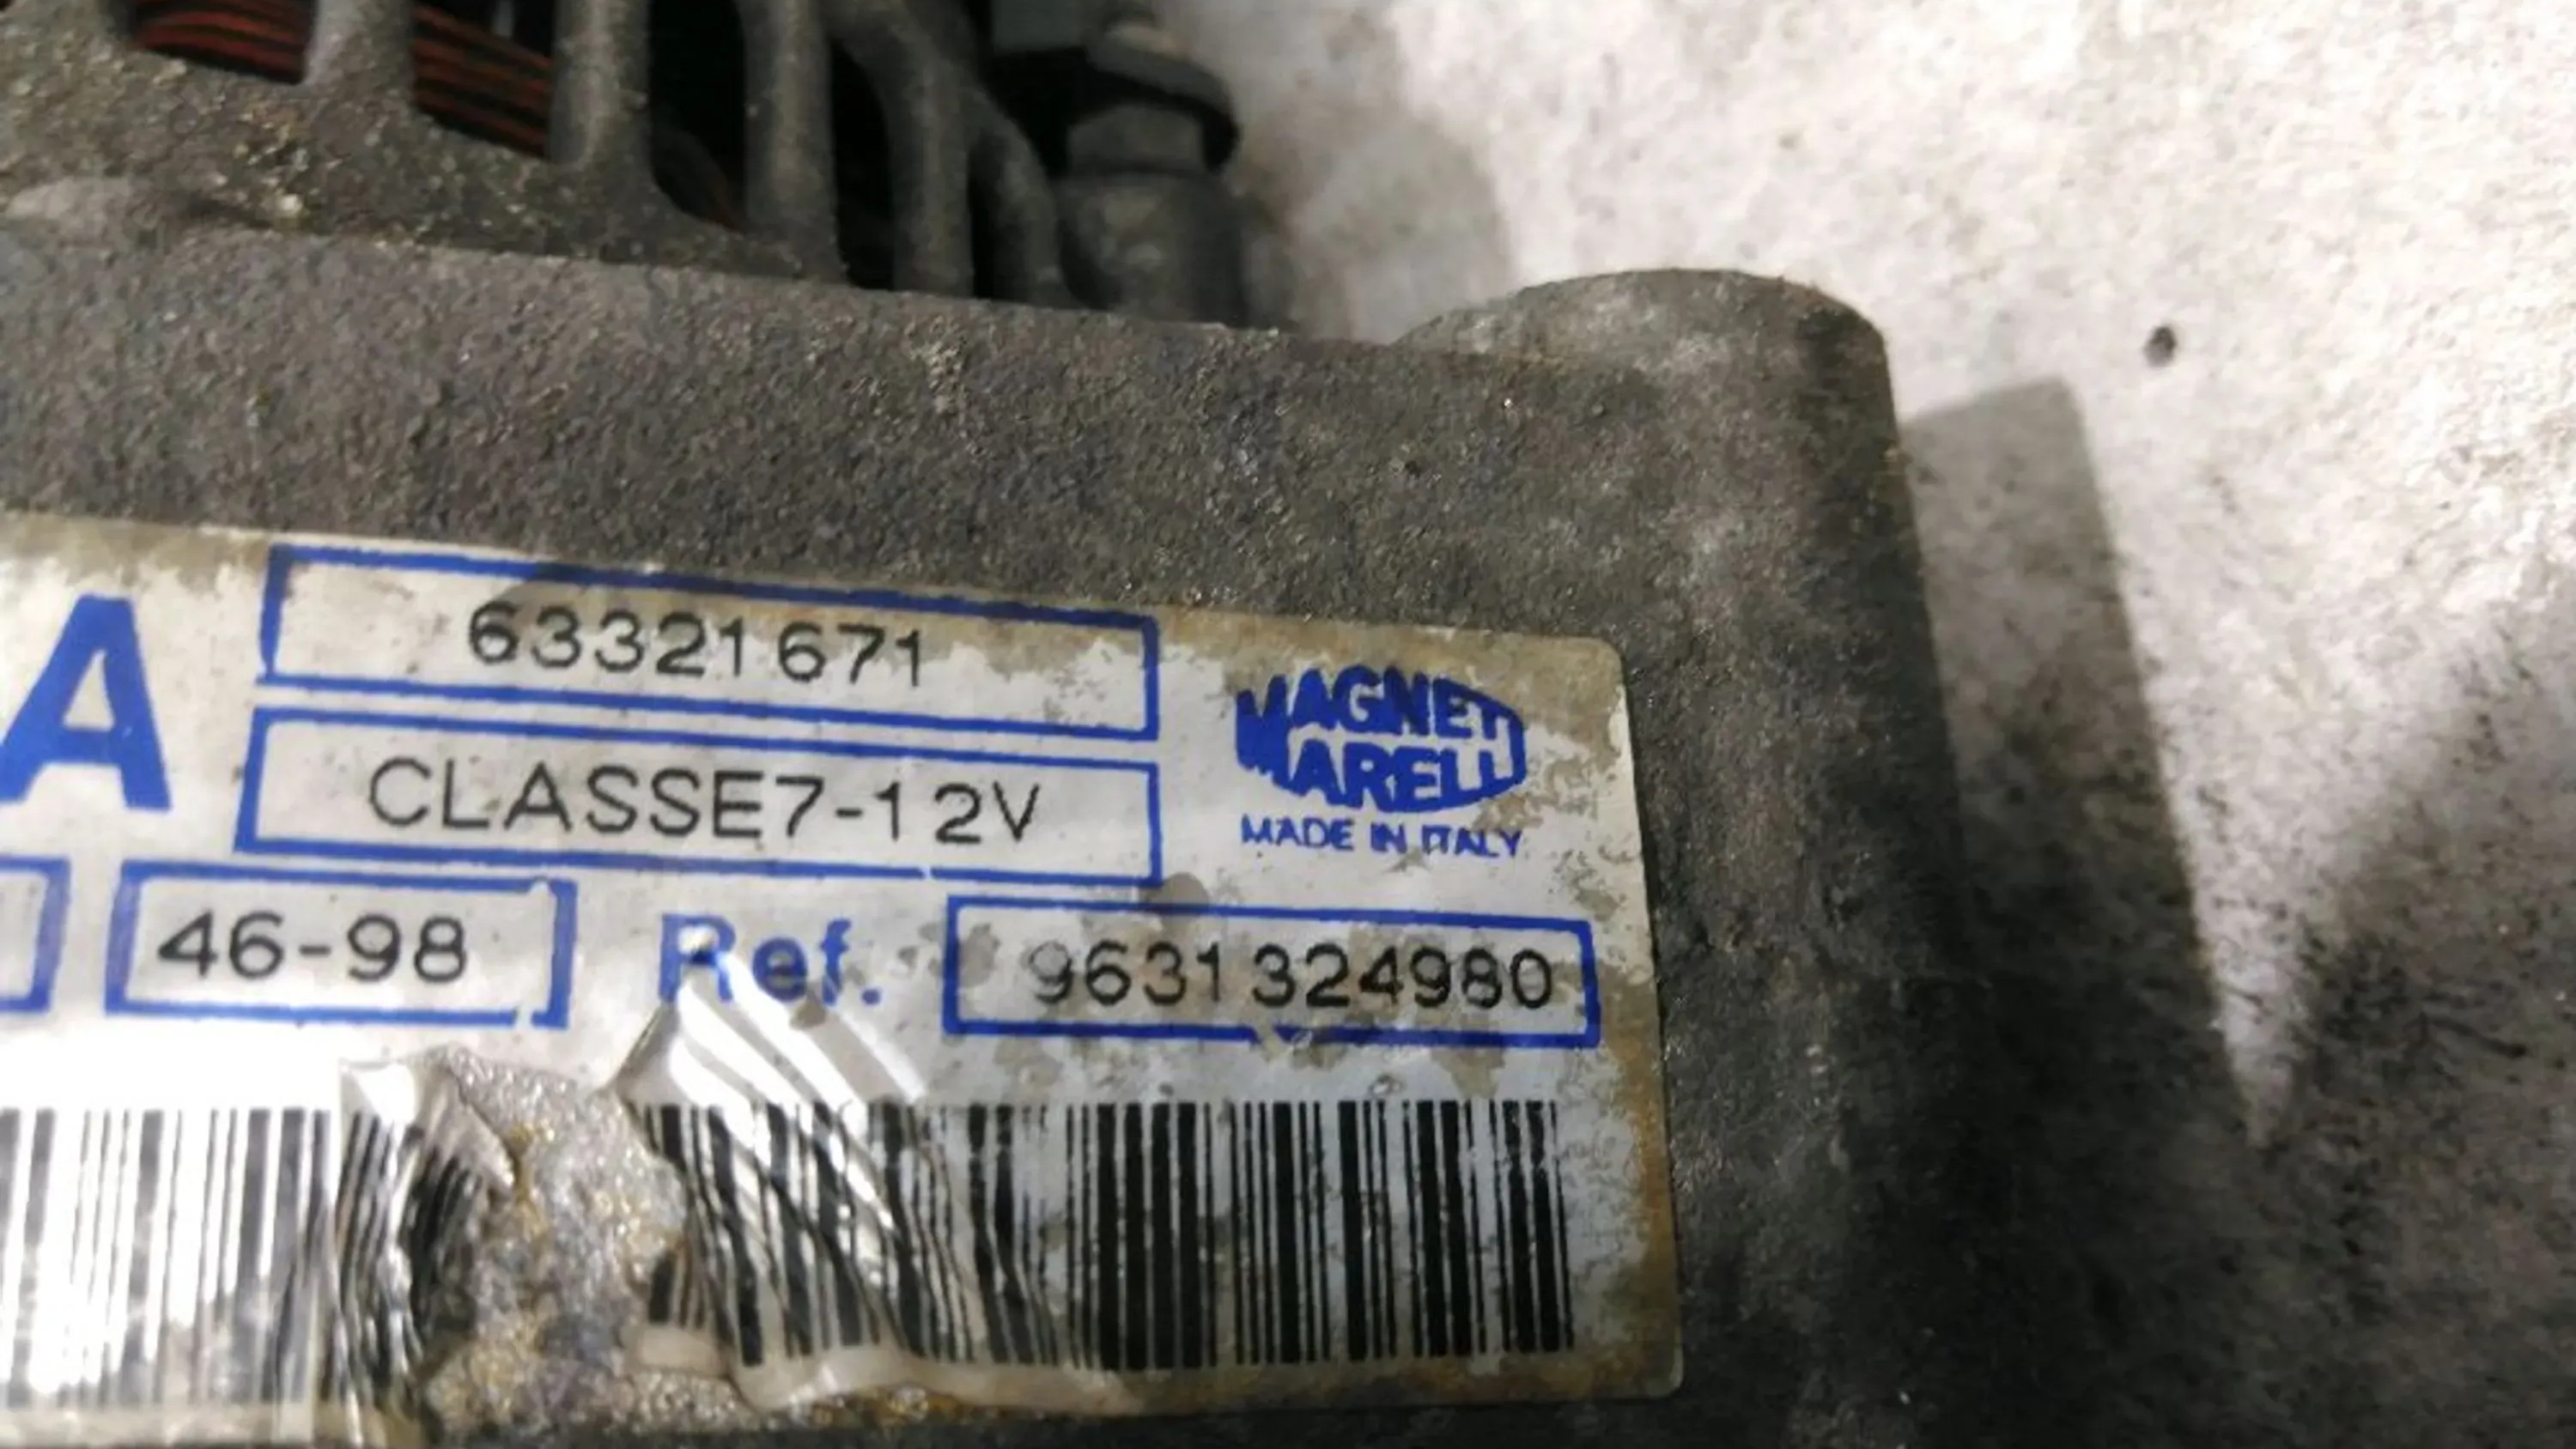 A
63321671
CLASSE7-12V
MAGNETI
MARELLI
MADE IN ITALY
46-98
Ref.
9631324980